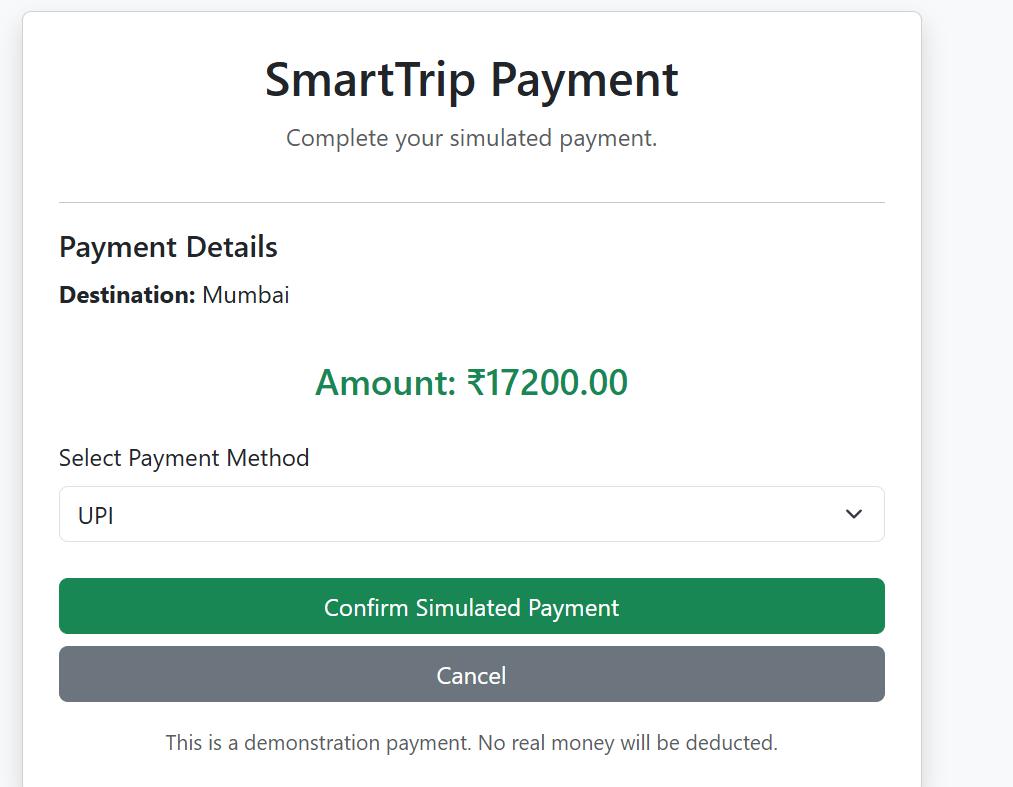 SmartTrip Payment
Complete your simulated payment.
Payment Details
Destination: Mumbai
Amount: ₹17200.00
Select Payment Method
UPI
Confirm Simulated Payment
Cancel
This is a demonstration payment. No real money will be deducted.